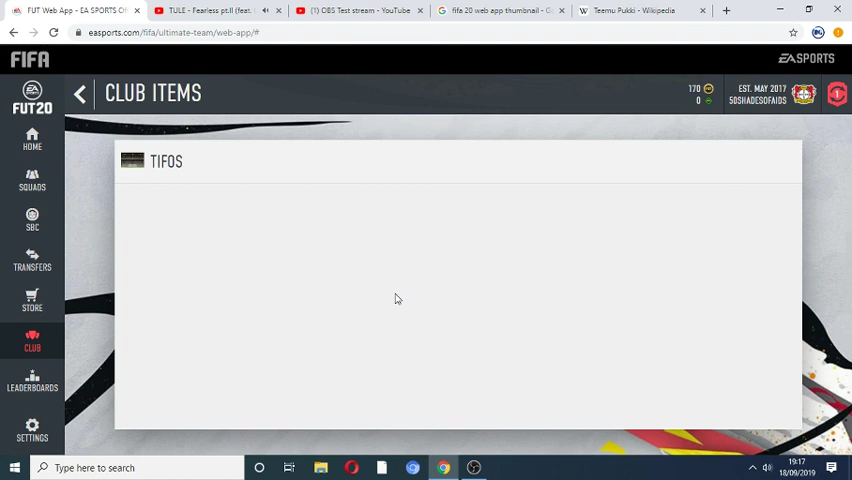 FUT Web App - EA SPORTS Of
TULE - Fearless pt.II (feat. 
(1) OBS Test stream - YouTube
fifa 20 web app thumbnail - G
Teemu Pukki - Wikipedia
easports.com/fifa/ultimate-team/web-app/#
FIFA
EA SPORTS
FUT20
CLUB ITEMS
170
0
EST. MAY 2017
50SHADESOFAIDS
1
HOME
SQUADS
SBC
TRANSFERS
STORE
CLUB
LEADERBOARDS
SETTINGS
TIFOS
Type here to search
19:17
18/09/2019